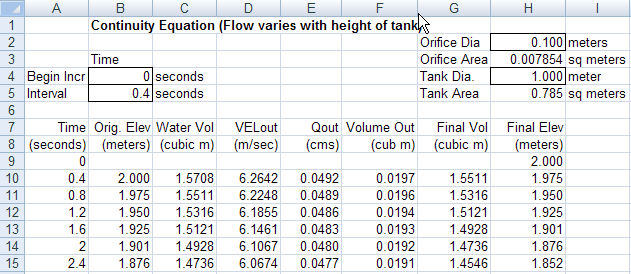 A B C D E F G H I
1 Continuity Equation (Flow varies with height of tank
2 Orifice Dia 0.100 meters
3 Time Orifice Area 0.007854 sq meters
4 Begin Incr 0 seconds Tank Dia. 1.000 meter
5 Interval 0.4 seconds Tank Area 0.785 sq meters
6
7 Time Orig. Elev Water Vol VELout Qout Volume Out Final Vol Final Elev
8 (seconds) (meters) (cubic m) (m/sec) (cms) (cub m) (cubic m) (meters)
9 0 2.000
10 0.4 2.000 1.5708 6.2642 0.0492 0.0197 1.5511 1.975
11 0.8 1.975 1.5511 6.2248 0.0489 0.0196 1.5316 1.950
12 1.2 1.950 1.5316 6.1855 0.0486 0.0194 1.5121 1.925
13 1.6 1.925 1.5121 6.1461 0.0483 0.0193 1.4928 1.901
14 2 1.901 1.4928 6.1067 0.0480 0.0192 1.4736 1.876
15 2.4 1.876 1.4736 6.0674 0.0477 0.0191 1.4546 1.852